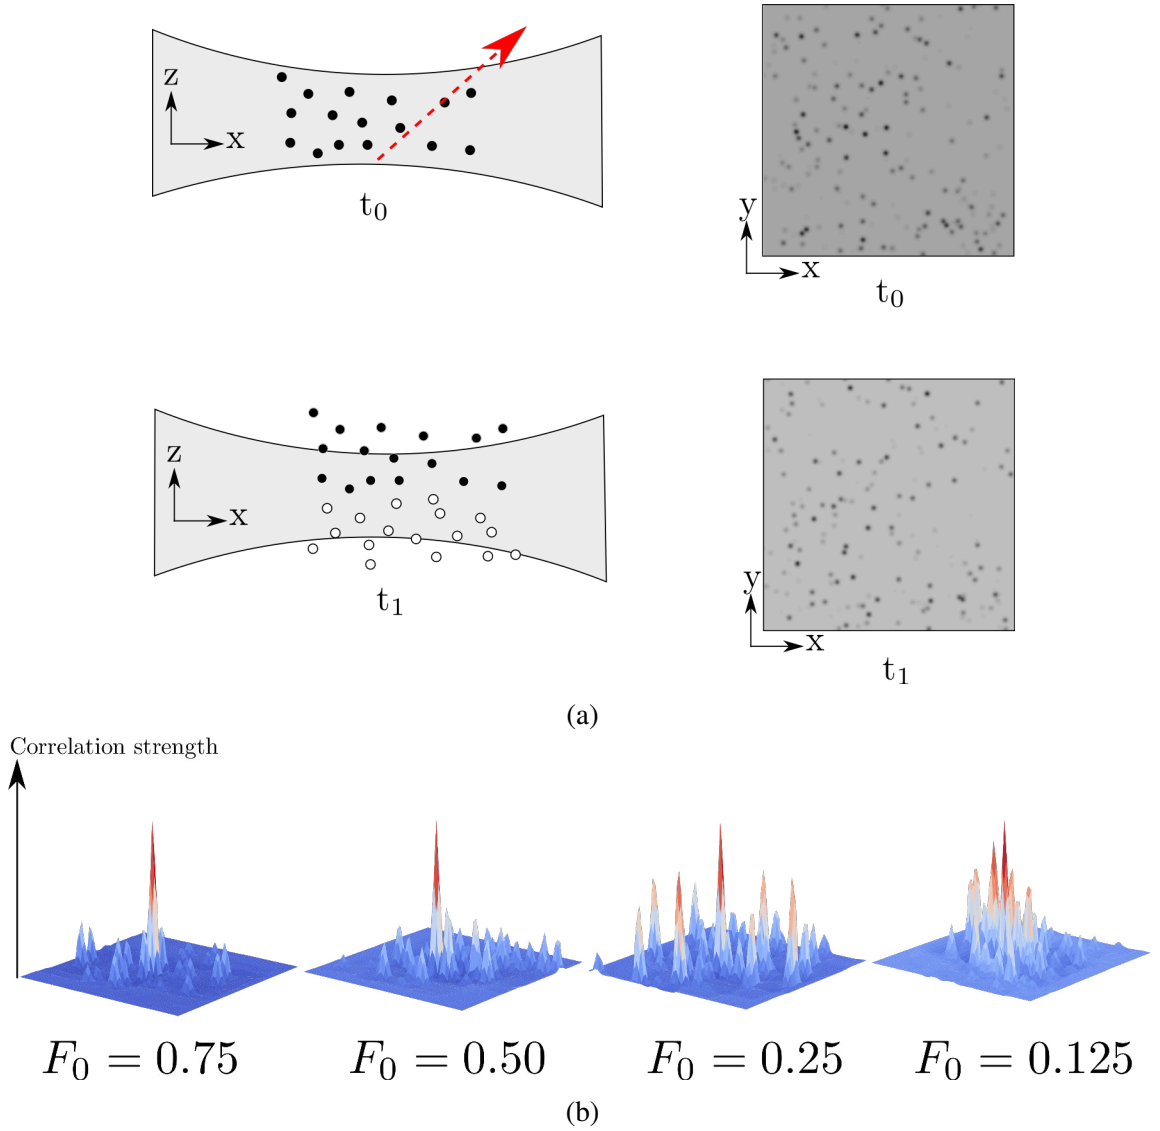 z
x
t₀
y
x
t₀
z
x
t₁
y
x
t₁
(a)
Correlation strength
F₀ = 0.75
F₀ = 0.50
F₀ = 0.25
F₀ = 0.125
(b)